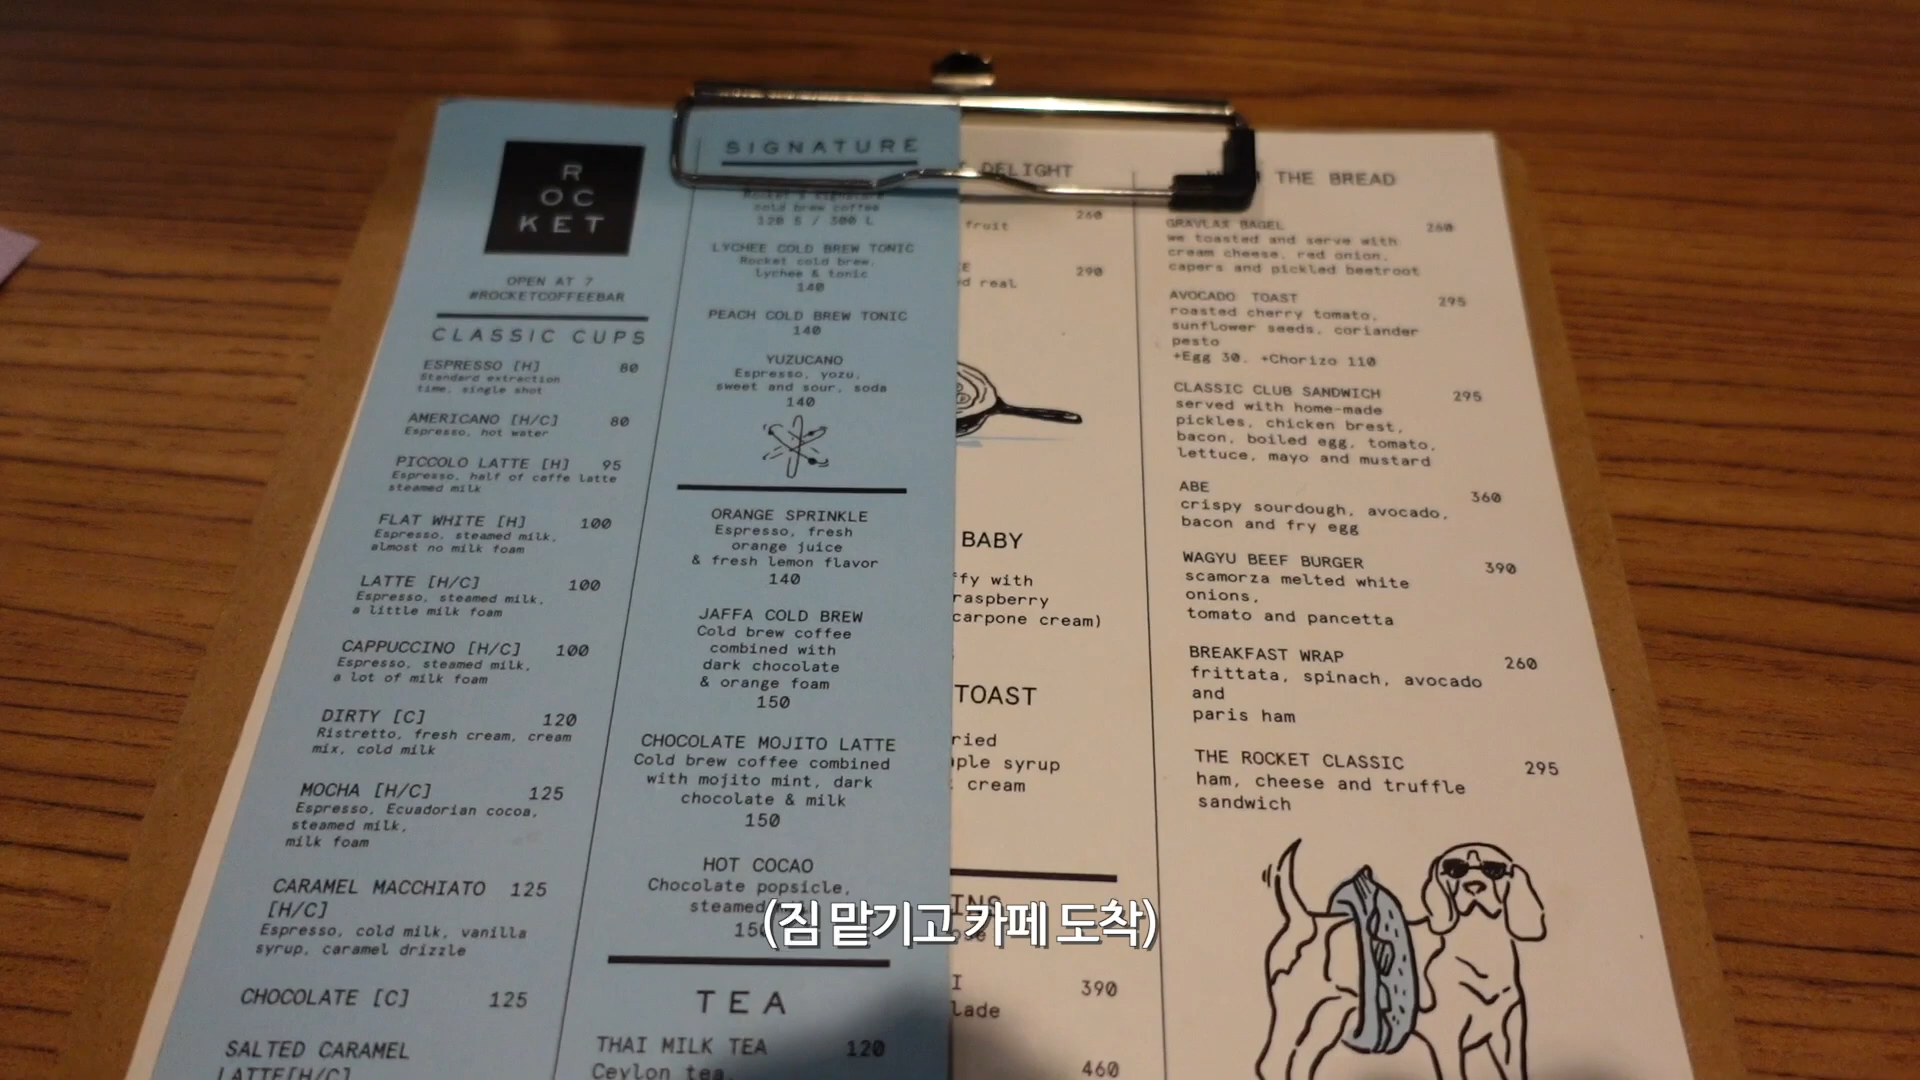 R
OC
KET
OPEN AT 7
#ROCKETCOFFEEBAR
CLASSIC CUPS
ESPRESSO [H] 80
Standard extraction
time, single shot
AMERICANO [H/C] 80
Espresso, hot water
PICCOLO LATTE [H] 95
Espresso, half of caffe latte
steamed milk
FLAT WHITE [H] 100
Espresso, steamed milk,
almost no milk foam
LATTE [H/C] 100
Espresso, steamed milk,
a little milk foam
CAPPUCCINO [H/C] 100
Espresso, steamed milk,
a lot of milk foam
DIRTY [C] 120
Ristretto, fresh cream, cream
mix, cold milk
MOCHA [H/C] 125
Espresso, Ecuadorian cocoa,
steamed milk,
milk foam
CARAMEL MACCHIATO 125
[H/C]
Espresso, cold milk, vanilla
syrup, caramel drizzle
CHOCOLATE [C] 125
SALTED CARAMEL
LATTE[H/C]
SIGNATURE
Rocket's signature
cold brew coffee
120 S / 300 L
LYCHEE COLD BREW TONIC
Rocket cold brew,
Lychee & tonic
140
PEACH COLD BREW TONIC
140
YUZUCANO
Espresso, yozu,
sweet and sour, soda
140
ORANGE SPRINKLE
Espresso, fresh
orange juice
& fresh lemon flavor
140
JAFFA COLD BREW
Cold brew coffee
combined with
dark chocolate
& orange foam
150
CHOCOLATE MOJITO LATTE
Cold brew coffee combined
with mojito mint, dark
chocolate & milk
150
HOT COCAO
Chocolate popsicle,
steamed
150
TEA
THAI MILK TEA 120
Ceylon tea,
DELIGHT
260
fruit
290
real
BABY
with
raspberry
carpone cream)
TOAST
ried
syrup
cream
390
lade
460
THE BREAD
GRAVLAX BAGEL 260
we toasted and serve with
cream cheese, red onion,
capers and pickled beetroot
AVOCADO TOAST 295
roasted cherry tomato,
sunflower seeds, coriander
pesto
+Egg 30. +Chorizo 110
CLASSIC CLUB SANDWICH 295
served with home-made
pickles, chicken brest,
bacon, boiled egg, tomato,
lettuce, mayo and mustard
ABE 360
crispy sourdough, avocado,
bacon and fry egg
WAGYU BEEF BURGER 390
scamorza melted white
onions,
tomato and pancetta
BREAKFAST WRAP 260
frittata, spinach, avocado
and
paris ham
THE ROCKET CLASSIC 295
ham, cheese and truffle
sandwich
(짐 맡기고 카페 도착)